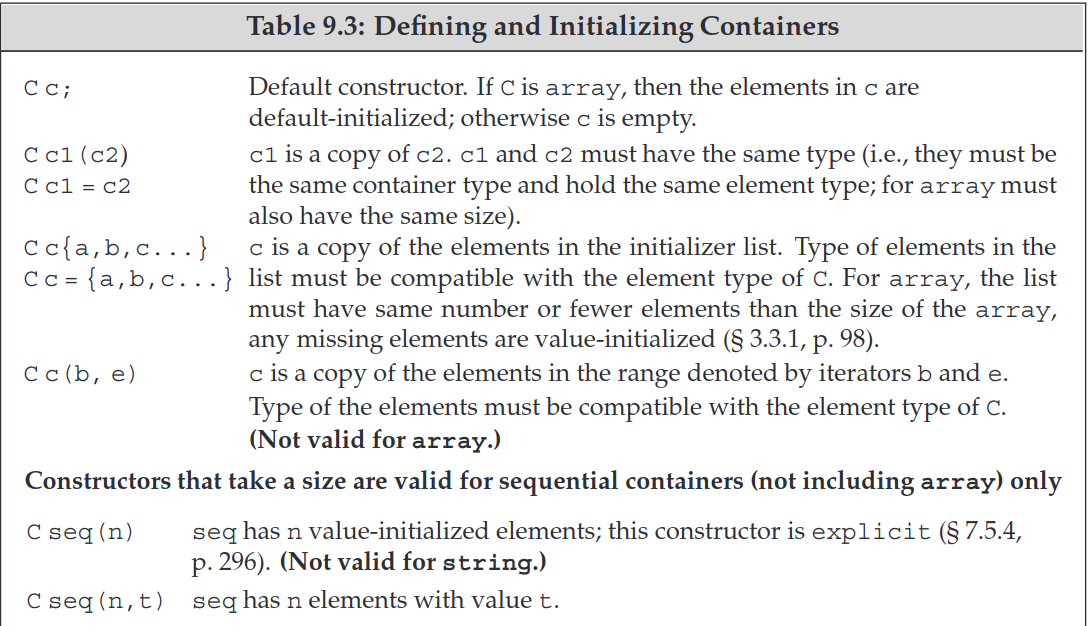 Table 9.3: Defining and Initializing Containers
C c; Default constructor. If C is array, then the elements in c are
default-initialized; otherwise c is empty.
C c1(c2) c1 is a copy of c2. c1 and c2 must have the same type (i.e., they must be
C c1 = c2 the same container type and hold the same element type; for array must
also have the same size).
C c{a,b,c...} c is a copy of the elements in the initializer list. Type of elements in the
C c = {a,b,c...} list must be compatible with the element type of C. For array, the list
must have same number or fewer elements than the size of the array,
any missing elements are value-initialized (§ 3.3.1, p. 98).
C c(b, e) c is a copy of the elements in the range denoted by iterators b and e.
Type of the elements must be compatible with the element type of C.
(Not valid for array.)
Constructors that take a size are valid for sequential containers (not including array) only
C seq(n) seq has n value-initialized elements; this constructor is explicit (§ 7.5.4,
p. 296). (Not valid for string.)
C seq(n,t) seq has n elements with value t.